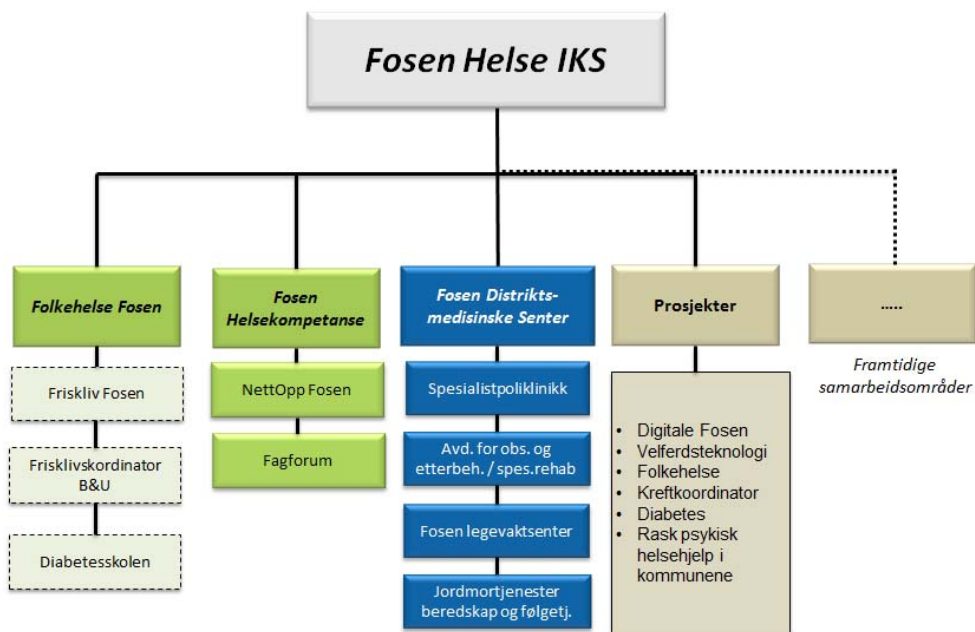 Fosen Helse IKS
Folkehelse Fosen
Friskliv Fosen
Frisklivskordinator
B&U
Diabetesskolen
Fosen
Helsekompetanse
NettOpp Fosen
Fagforum
Fosen Distrikts-
medisinske Senter
Spesialistpoliklinikk
Avd. for obs. og
etterbeh. / spes.rehab
Fosen legevaktsenter
Jordmortjenester
beredskap og følgetj.
Prosjekter
• Digitale Fosen
• Velferdsteknologi
• Folkehelse
• Kreftkoordinator
• Diabetes
• Rask psykisk
helsehjelp i
kommunene
.....
Framtidige
samarbeidsområder